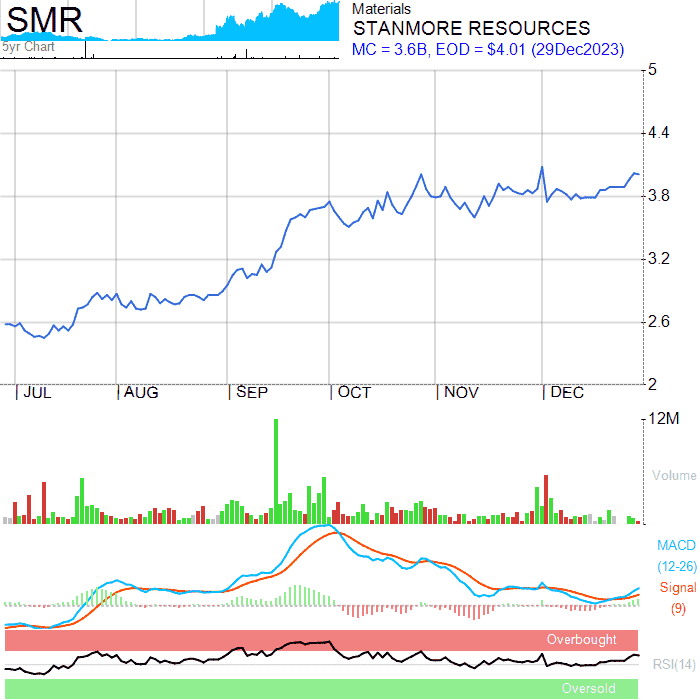 SMR
5yr Chart
Materials
STANMORE RESOURCES
MC = 3.6B, EOD = $4.01 (29Dec2023)
5
4.4
3.8
3.2
2.6
2
JUL AUG SEP OCT NOV DEC
12M
Volume
MACD
(12-26)
Signal
(9)
Overbought
RSI(14)
Oversold